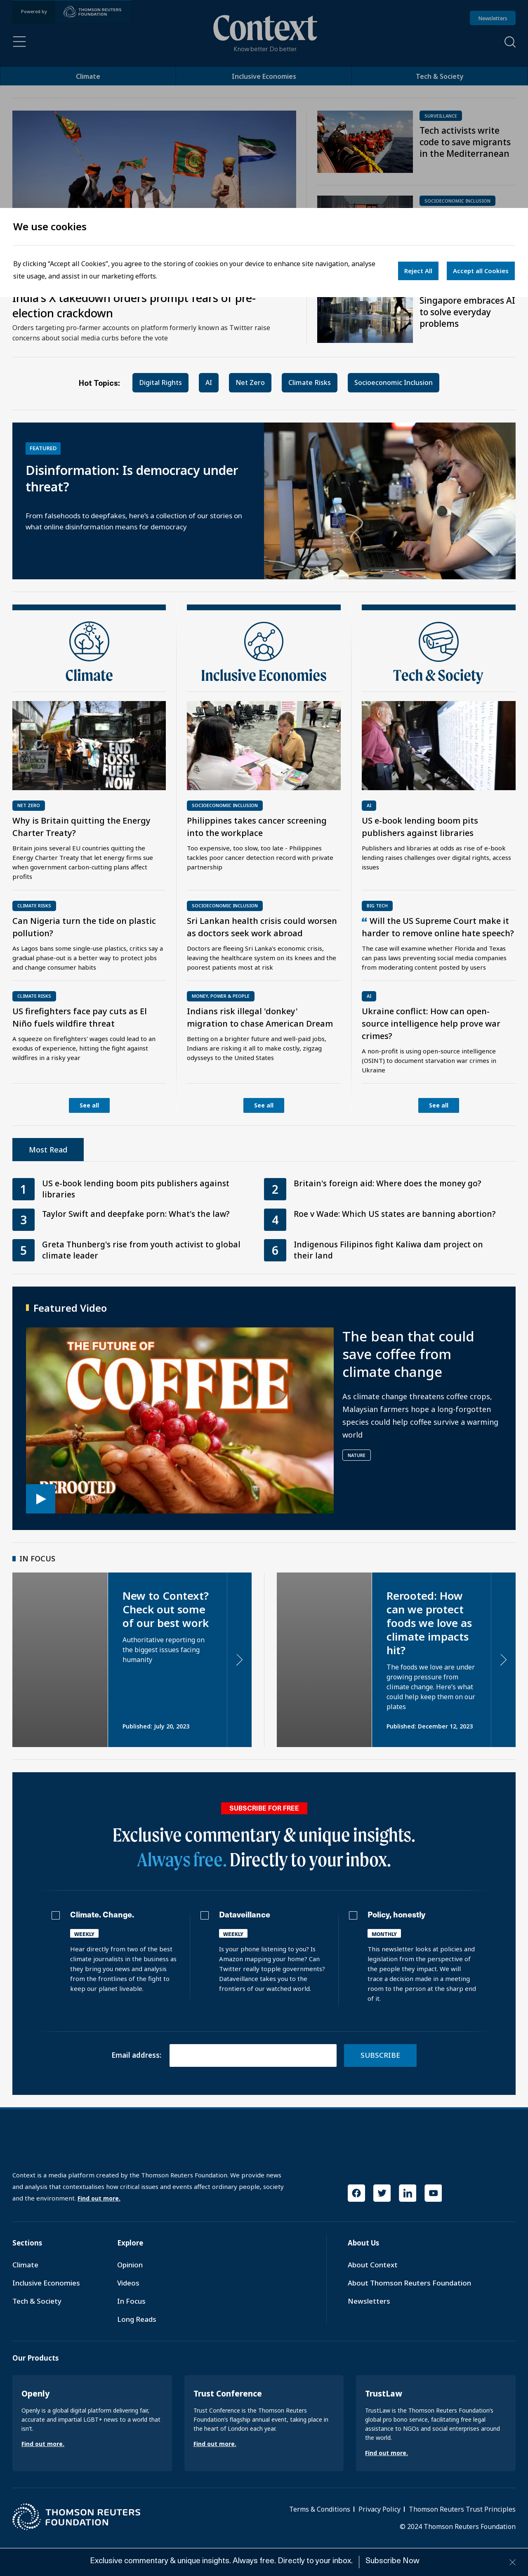 Powered by
THOMSON REUTERS
FOUNDATION
Context
Know better Do better
Newsletters
Climate
Inclusive Economies
Tech & Society
SURVEILLANCE
Tech activists write
code to save migrants
in the Mediterranean
SOCIOECONOMIC INCLUSION
We use cookies
By clicking "Accept all Cookies", you agree to the storing of cookies on your device to enhance site navigation, analyse
site usage, and assist in our marketing efforts.
Reject All
Accept all Cookies
India's X takedown orders prompt fears of pre-
election crackdown
Orders targeting pro-farmer accounts on platform formerly known as Twitter raise
concerns about social media curbs before the vote
Singapore embraces AI
to solve everyday
problems
Hot Topics:
Digital Rights
AI
Net Zero
Climate Risks
Socioeconomic Inclusion
FEATURED
Disinformation: Is democracy under
threat?
From falsehoods to deepfakes, here's a collection of our stories on
what online disinformation means for democracy
Climate
END
FOSSIL
FUELS
NOW
NET ZERO
Why is Britain quitting the Energy
Charter Treaty?
Britain joins several EU countries quitting the
Energy Charter Treaty that let energy firms sue
when government carbon-cutting plans affect
profits
CLIMATE RISKS
Can Nigeria turn the tide on plastic
pollution?
As Lagos bans some single-use plastics, critics say a
gradual phase-out is a better way to protect jobs
and change consumer habits
CLIMATE RISKS
US firefighters face pay cuts as El
Niño fuels wildfire threat
A squeeze on firefighters' wages could lead to an
exodus of experience, hitting the fight against
wildfires in a risky year
See all
Inclusive Economies
SOCIOECONOMIC INCLUSION
Philippines takes cancer screening
into the workplace
Too expensive, too slow, too late - Philippines
tackles poor cancer detection record with private
partnership
SOCIOECONOMIC INCLUSION
Sri Lankan health crisis could worsen
as doctors seek work abroad
Doctors are fleeing Sri Lanka's economic crisis,
leaving the healthcare system on its knees and the
poorest patients most at risk
MONEY, POWER & PEOPLE
Indians risk illegal 'donkey'
migration to chase American Dream
Betting on a brighter future and well-paid jobs,
Indians are risking it all to make costly, zigzag
odysseys to the United States
See all
Tech & Society
AI
US e-book lending boom pits
publishers against libraries
Publishers and libraries at odds as rise of e-book
lending raises challenges over digital rights, access
issues
BIG TECH
“ Will the US Supreme Court make it
harder to remove online hate speech?
The case will examine whether Florida and Texas
can pass laws preventing social media companies
from moderating content posted by users
AI
Ukraine conflict: How can open-
source intelligence help prove war
crimes?
A non-profit is using open-source intelligence
(OSINT) to document starvation war crimes in
Ukraine
See all
Most Read
1
US e-book lending boom pits publishers against
libraries
2
Britain's foreign aid: Where does the money go?
3
Taylor Swift and deepfake porn: What's the law?
4
Roe v Wade: Which US states are banning abortion?
5
Greta Thunberg's rise from youth activist to global
climate leader
6
Indigenous Filipinos fight Kaliwa dam project on
their land
Featured Video
THE FUTURE OF
COFFEE
REROOTED
The bean that could
save coffee from
climate change
As climate change threatens coffee crops,
Malaysian farmers hope a long-forgotten
species could help coffee survive a warming
world
NATURE
IN FOCUS
New to Context?
Check out some
of our best work
Authoritative reporting on
the biggest issues facing
humanity
Published: July 20, 2023
Rerooted: How
can we protect
foods we love as
climate impacts
hit?
The foods we love are under
growing pressure from
climate change. Here's what
could help keep them on our
plates
Published: December 12, 2023
SUBSCRIBE FOR FREE
Exclusive commentary & unique insights.
Always free. Directly to your inbox.
Climate. Change.
WEEKLY
Hear directly from two of the best
climate journalists in the business as
they bring you news and analysis
from the frontlines of the fight to
keep our planet liveable.
Dataveillance
WEEKLY
Is your phone listening to you? Is
Amazon mapping your home? Can
Twitter really topple governments?
Dataveillance takes you to the
frontiers of our watched world.
Policy, honestly
MONTHLY
This newsletter looks at policies and
legislation from the perspective of
the people they impact. We will
trace a decision made in a meeting
room to the person at the sharp end
of it.
Email address:
SUBSCRIBE
Context is a media platform created by the Thomson Reuters Foundation. We provide news
and analysis that contextualises how critical issues and events affect ordinary people, society
and the environment. Find out more.
Sections
Climate
Inclusive Economies
Tech & Society
Explore
Opinion
Videos
In Focus
Long Reads
About Us
About Context
About Thomson Reuters Foundation
Newsletters
Our Products
Openly
Openly is a global digital platform delivering fair,
accurate and impartial LGBT+ news to a world that
isn't.
Find out more.
Trust Conference
Trust Conference is the Thomson Reuters
Foundation's flagship annual event, taking place in
the heart of London each year.
Find out more.
TrustLaw
TrustLaw is the Thomson Reuters Foundation's
global pro bono service, facilitating free legal
assistance to NGOs and social enterprises around
the world.
Find out more.
THOMSON REUTERS
FOUNDATION
Terms & Conditions | Privacy Policy | Thomson Reuters Trust Principles
© 2024 Thomson Reuters Foundation
Exclusive commentary & unique insights. Always free. Directly to your inbox. | Subscribe Now